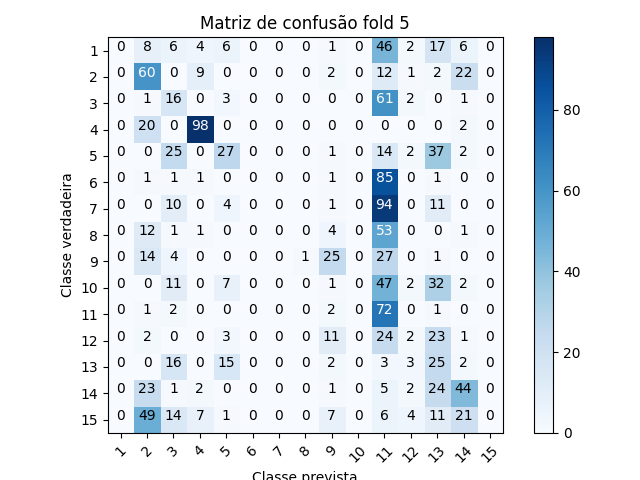 Matriz de confusão fold 5
1 0 8 6 4 6 0 0 0 1 0 46 2 17 6 0
2 0 60 0 9 0 0 0 0 2 0 12 1 2 22 0
3 0 1 16 0 3 0 0 0 0 0 61 2 0 1 0
4 0 20 0 98 0 0 0 0 0 0 0 0 0 2 0
5 0 0 25 0 27 0 0 0 1 0 14 2 37 2 0
6 0 1 1 1 0 0 0 0 1 0 85 0 1 0 0
7 0 0 10 0 4 0 0 0 1 0 94 0 11 0 0
8 0 12 1 1 0 0 0 0 4 0 53 0 0 1 0
9 0 14 4 0 0 0 0 1 25 0 27 0 1 0 0
10 0 0 11 0 7 0 0 0 1 0 47 2 32 2 0
11 0 1 2 0 0 0 0 0 2 0 72 0 1 0 0
12 0 2 0 0 3 0 0 0 11 0 24 2 23 1 0
13 0 0 16 0 15 0 0 0 2 0 3 3 25 2 0
14 0 23 1 2 0 0 0 0 1 0 5 2 24 44 0
15 0 49 14 7 1 0 0 0 7 0 6 4 11 21 0
1 2 3 4 5 6 7 8 9 10 11 12 13 14 15
Classe prevista
Classe verdadeira
80
60
40
20
0